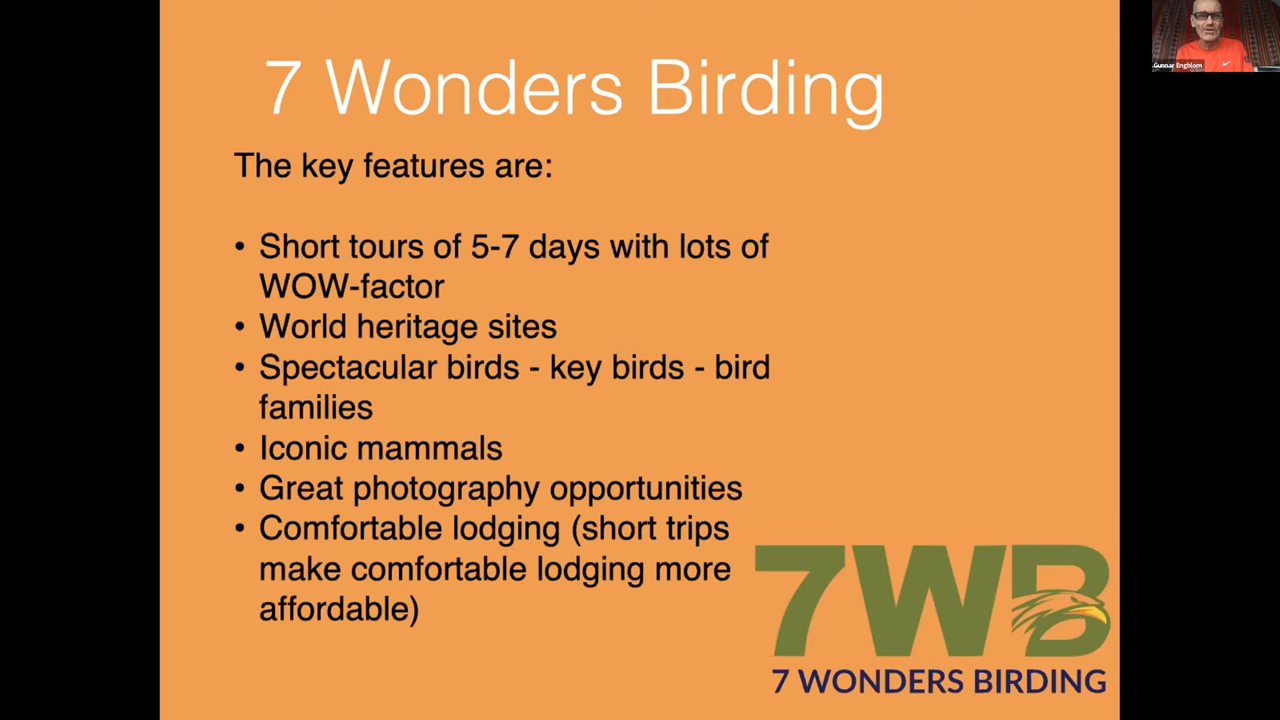 7 Wonders Birding
Gunnar Engblom
The key features are:
• Short tours of 5-7 days with lots of
WOW-factor
• World heritage sites
• Spectacular birds - key birds - bird
families
• Iconic mammals
• Great photography opportunities
• Comfortable lodging (short trips
make comfortable lodging more
affordable)
7WB
7 WONDERS BIRDING